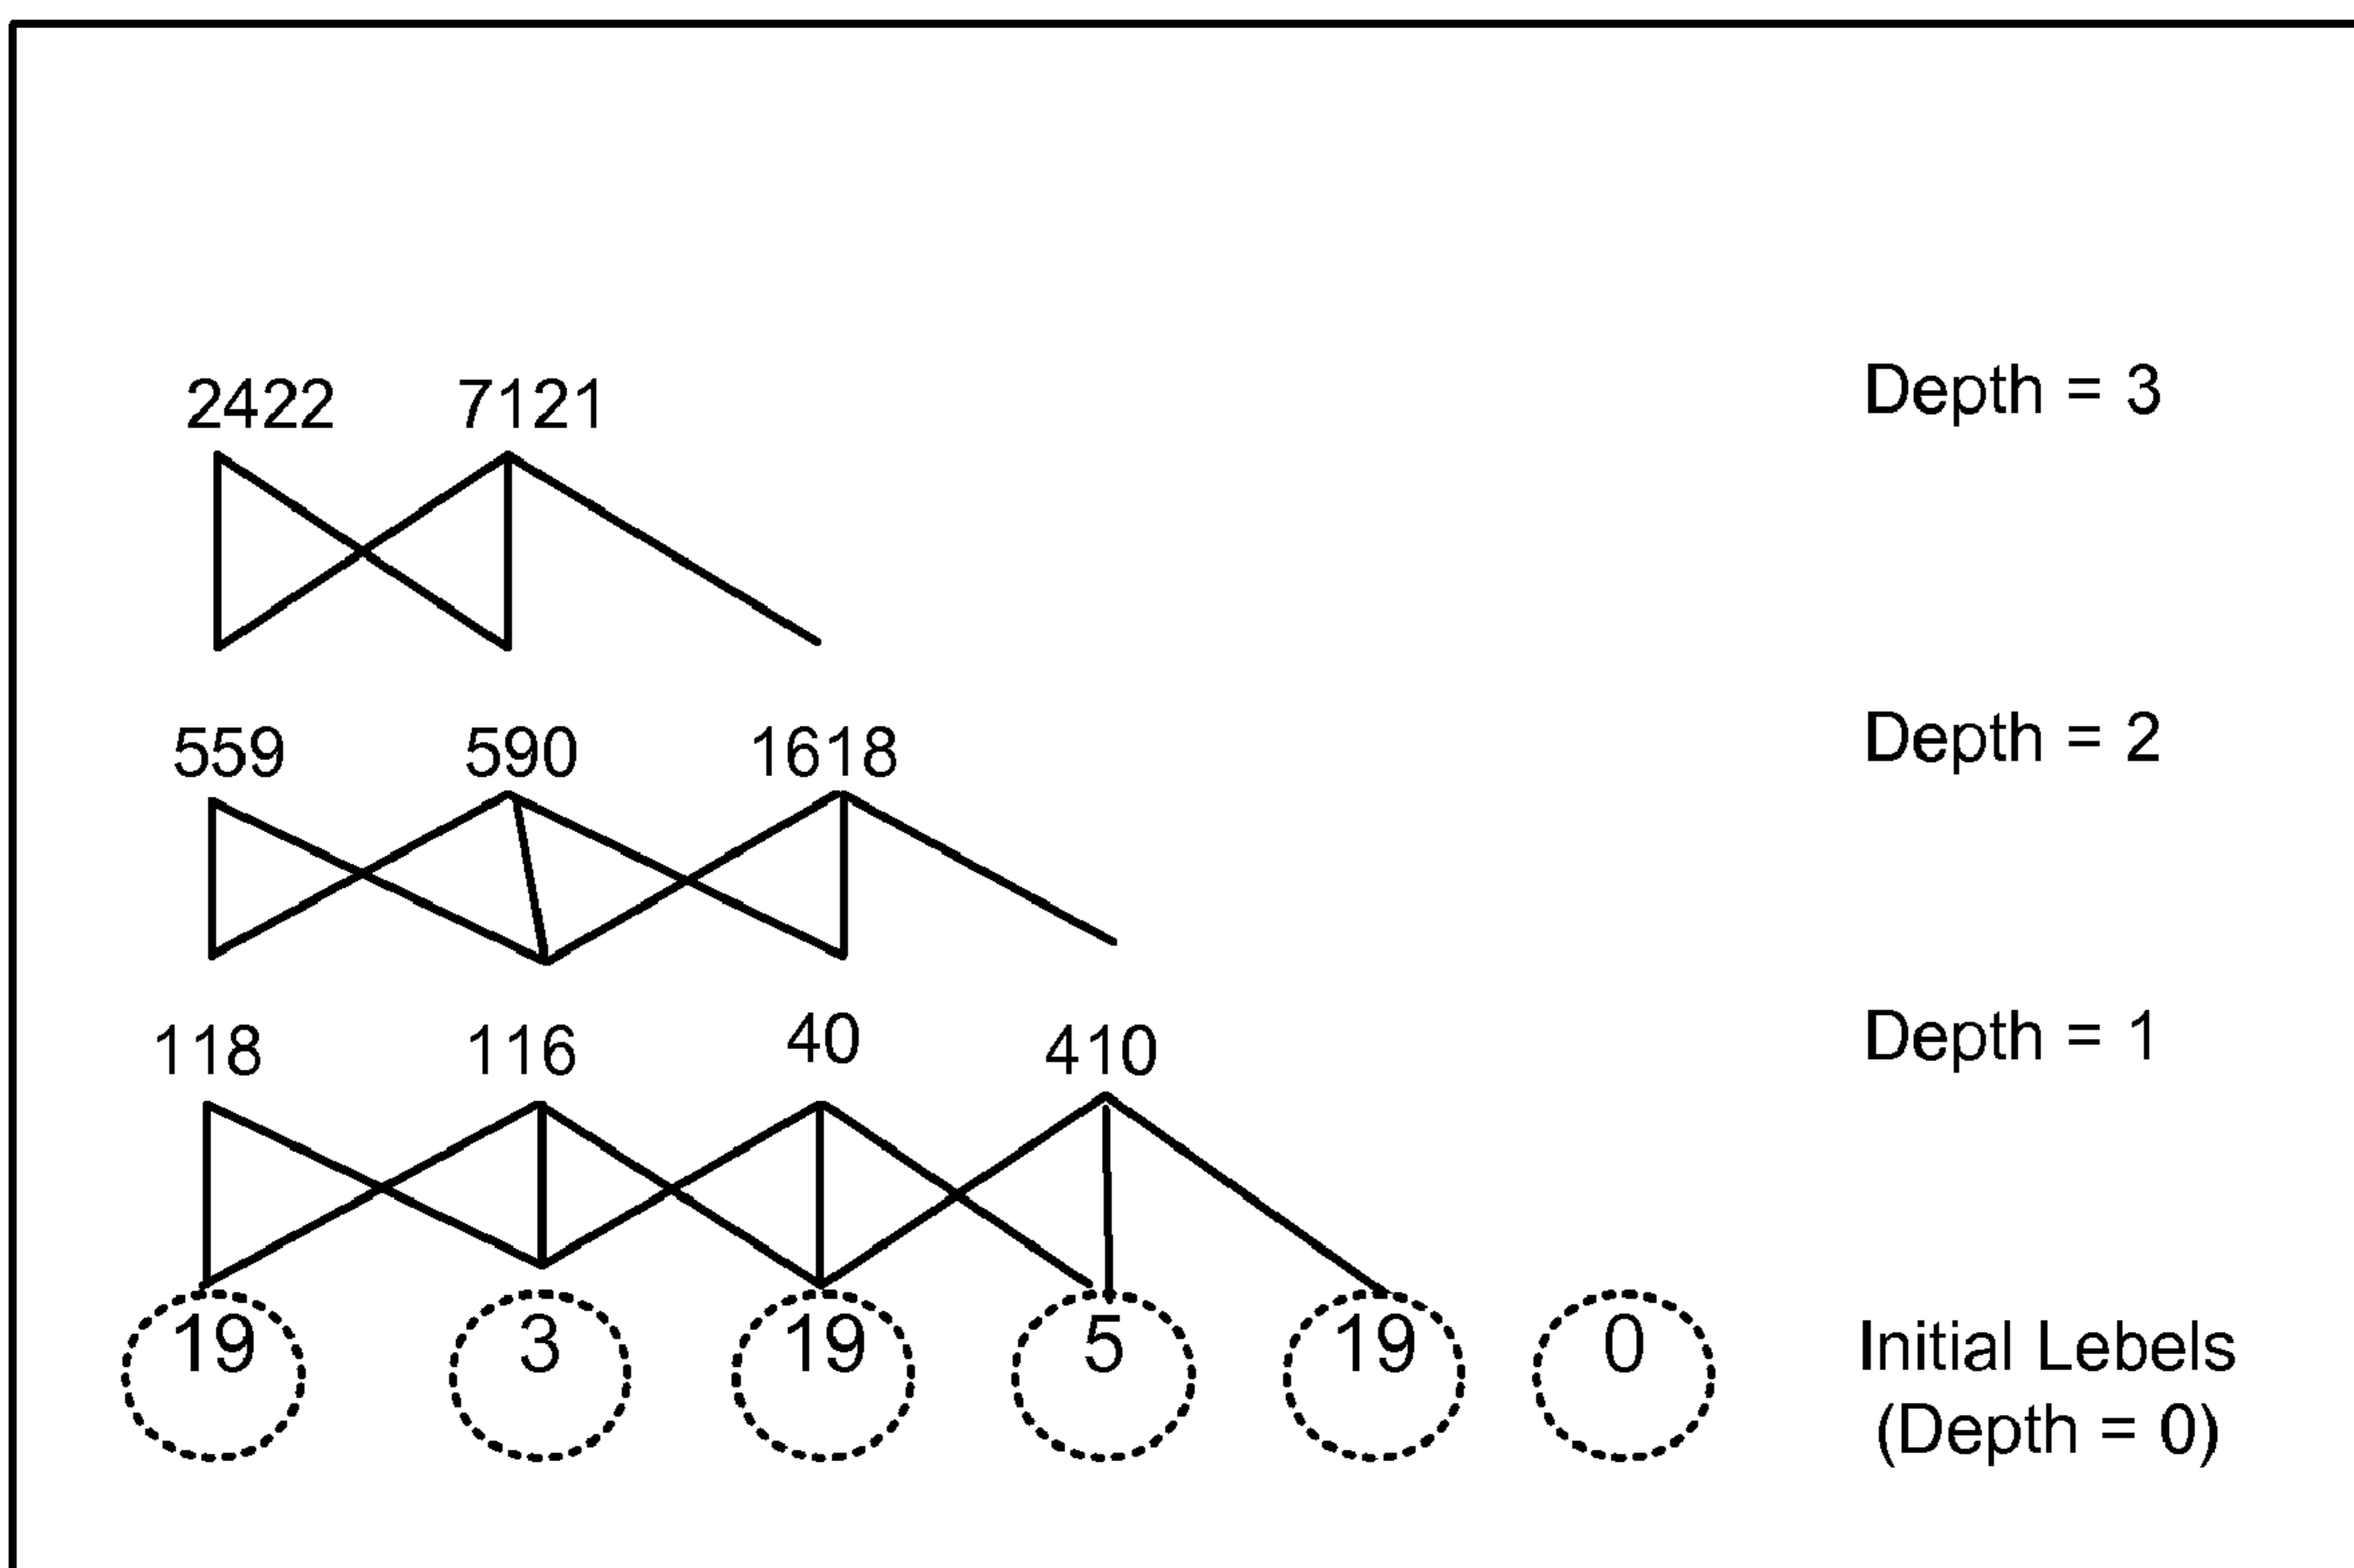 2422 7121 Depth = 3
559 590 1618 Depth = 2
118 116 40 410 Depth = 1
19 3 19 5 19 0 Initial Lebels
(Depth = 0)